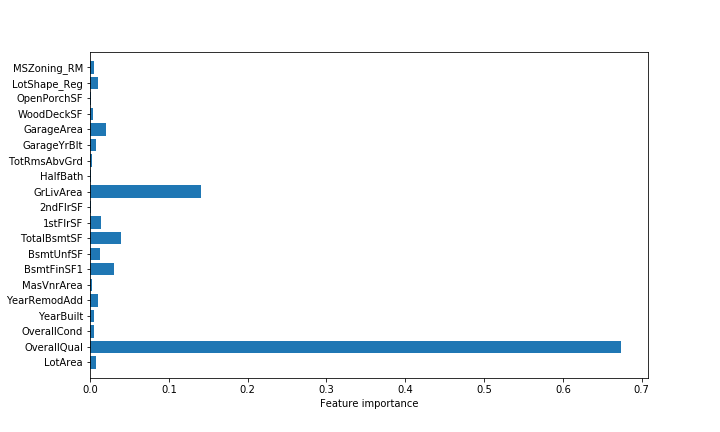 MSZoning_RM
LotShape_Reg
OpenPorchSF
WoodDeckSF
GarageArea
GarageYrBlt
TotRmsAbvGrd
HalfBath
GrLivArea
2ndFlrSF
1stFlrSF
TotalBsmtSF
BsmtUnfSF
BsmtFinSF1
MasVnrArea
YearRemodAdd
YearBuilt
OverallCond
OverallQual
LotArea
0.0 0.1 0.2 0.3 0.4 0.5 0.6 0.7
Feature importance